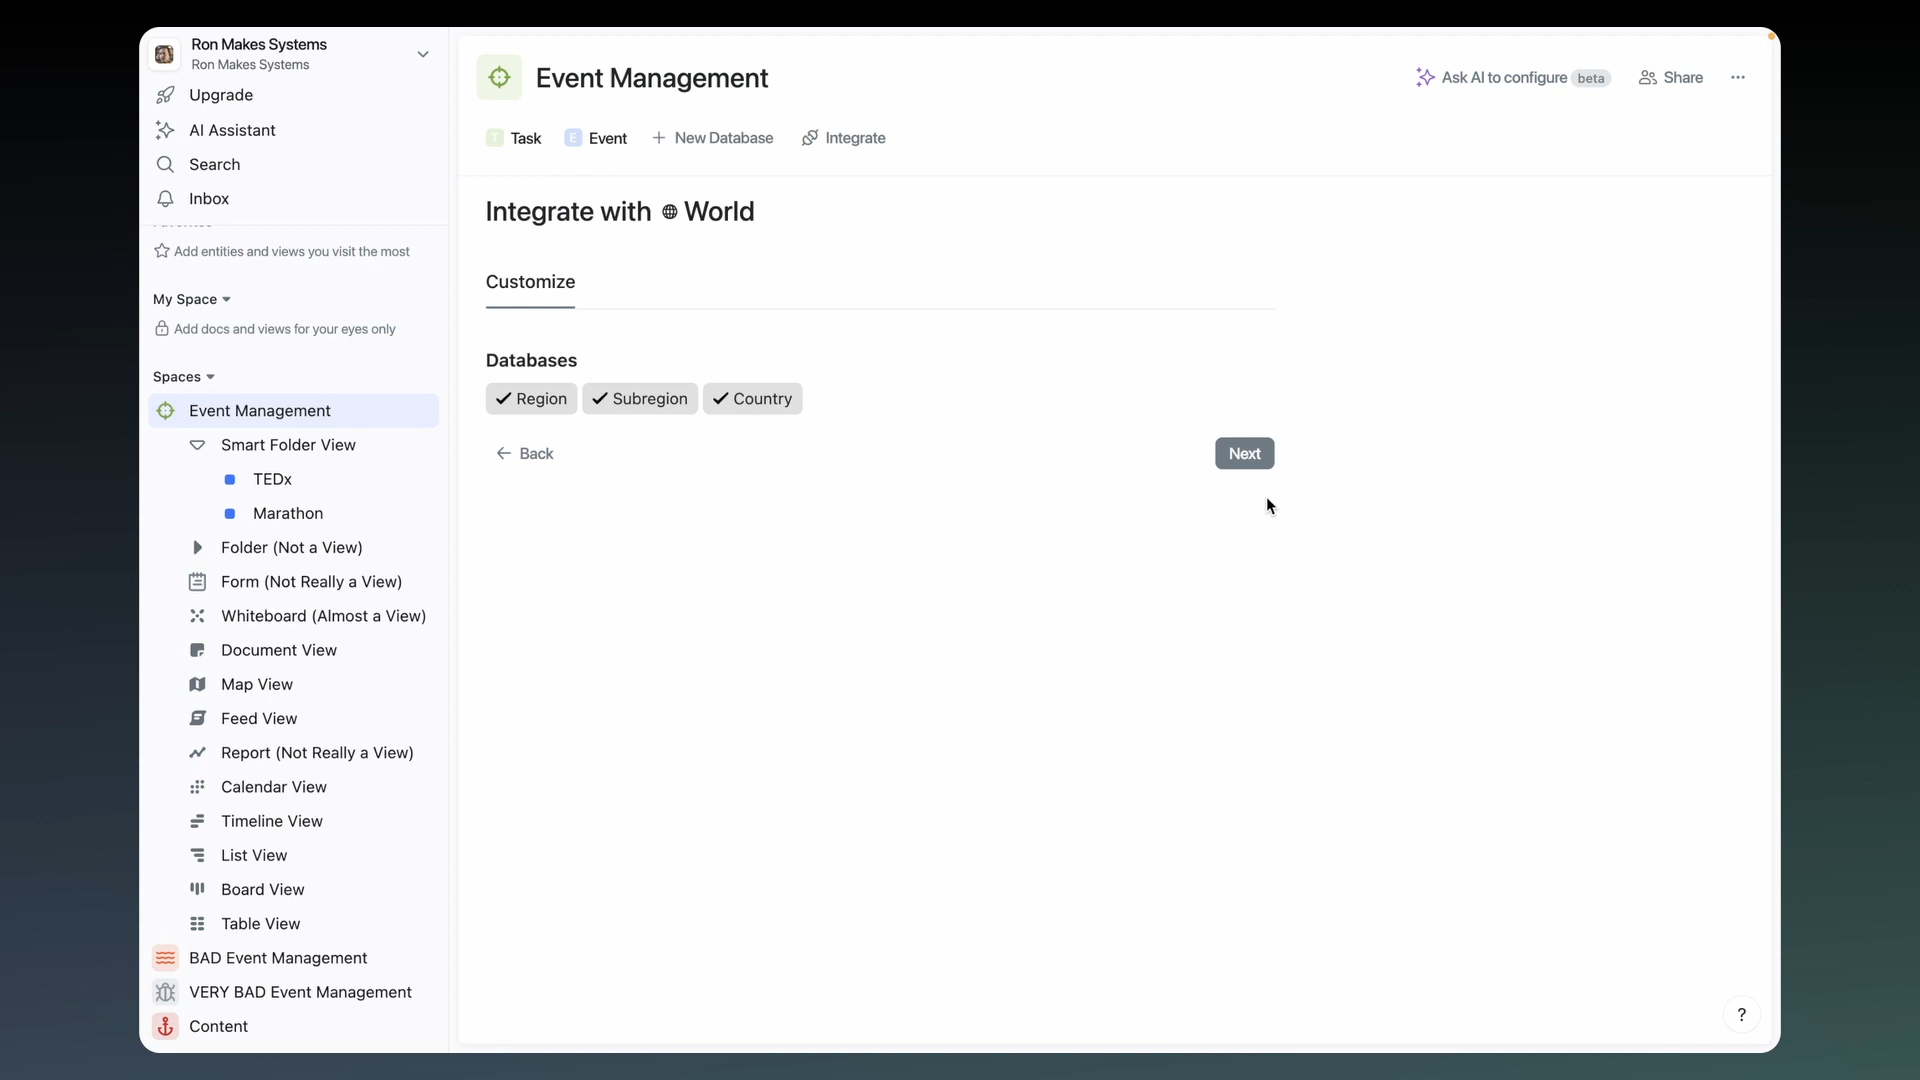 Ron Makes Systems
Ron Makes Systems
Upgrade
AI Assistant
Search
Inbox
Add entities and views you visit the most
My Space
Add docs and views for your eyes only
Spaces
Event Management
Smart Folder View
TEDx
Marathon
Folder (Not a View)
Form (Not Really a View)
Whiteboard (Almost a View)
Document View
Map View
Feed View
Report (Not Really a View)
Calendar View
Timeline View
List View
Board View
Table View
BAD Event Management
VERY BAD Event Management
Content
Event Management
Ask AI to configure beta
Share
T Task
E Event
New Database
Integrate
Integrate with World
Customize
Databases
Region Subregion Country
Back
Next
?